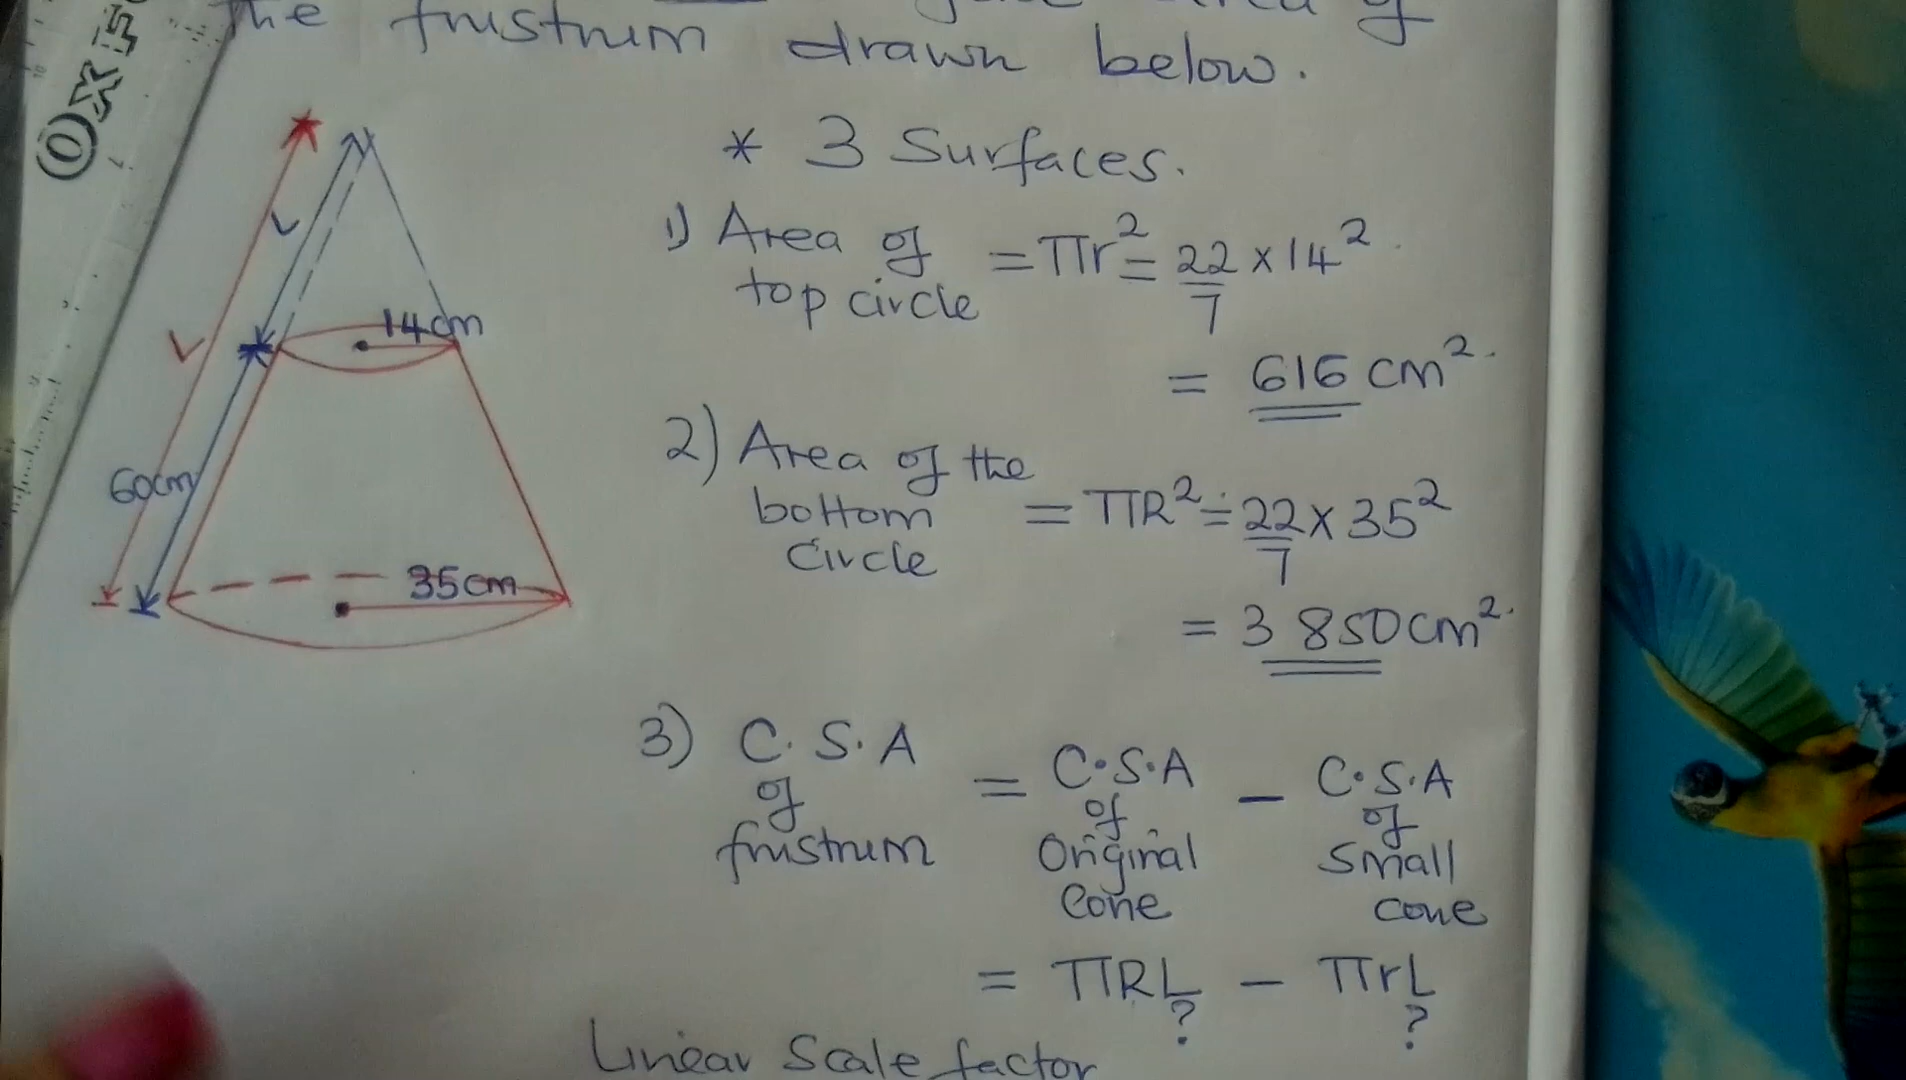 the frustrum drawn below.
* 3 Surfaces.
1) Area of top circle = πr² = 22/7 x 14²
= 616 cm².
2) Area of the bottom Circle = πR² = 22/7 x 35²
= 3 850cm².
3) C.S.A of frustrum = C.S.A of Original Cone − C.S.A of Small cone
= πRL − πrL
? ?
Linear Scale factor
14cm
60cm
35cm